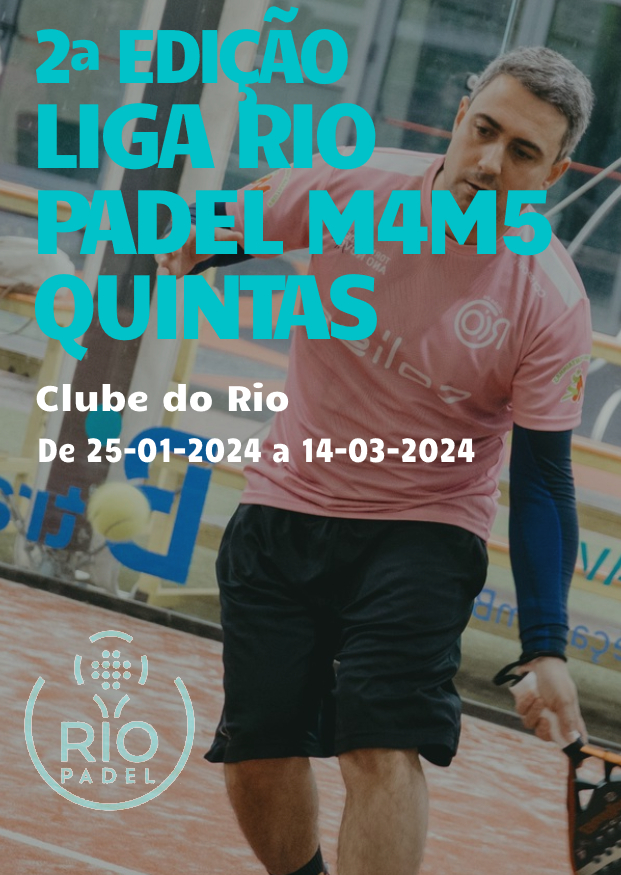 2ª EDIÇÃO
LIGA RIO
PADEL M4M5
QUINTAS
Clube do Rio
De 25-01-2024 a 14-03-2024
RIO
PADEL